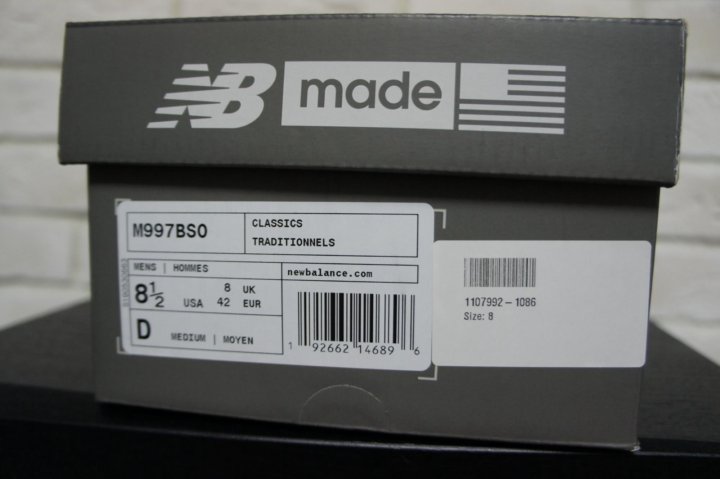 NB made
M997BSO
CLASSICS
TRADITIONNELS
MENS | HOMMES
newbalance.com
8½ USA
8 UK
42 EUR
D MEDIUM | MOYEN
1 92662 14689 6
1107992-1086
Size: 8